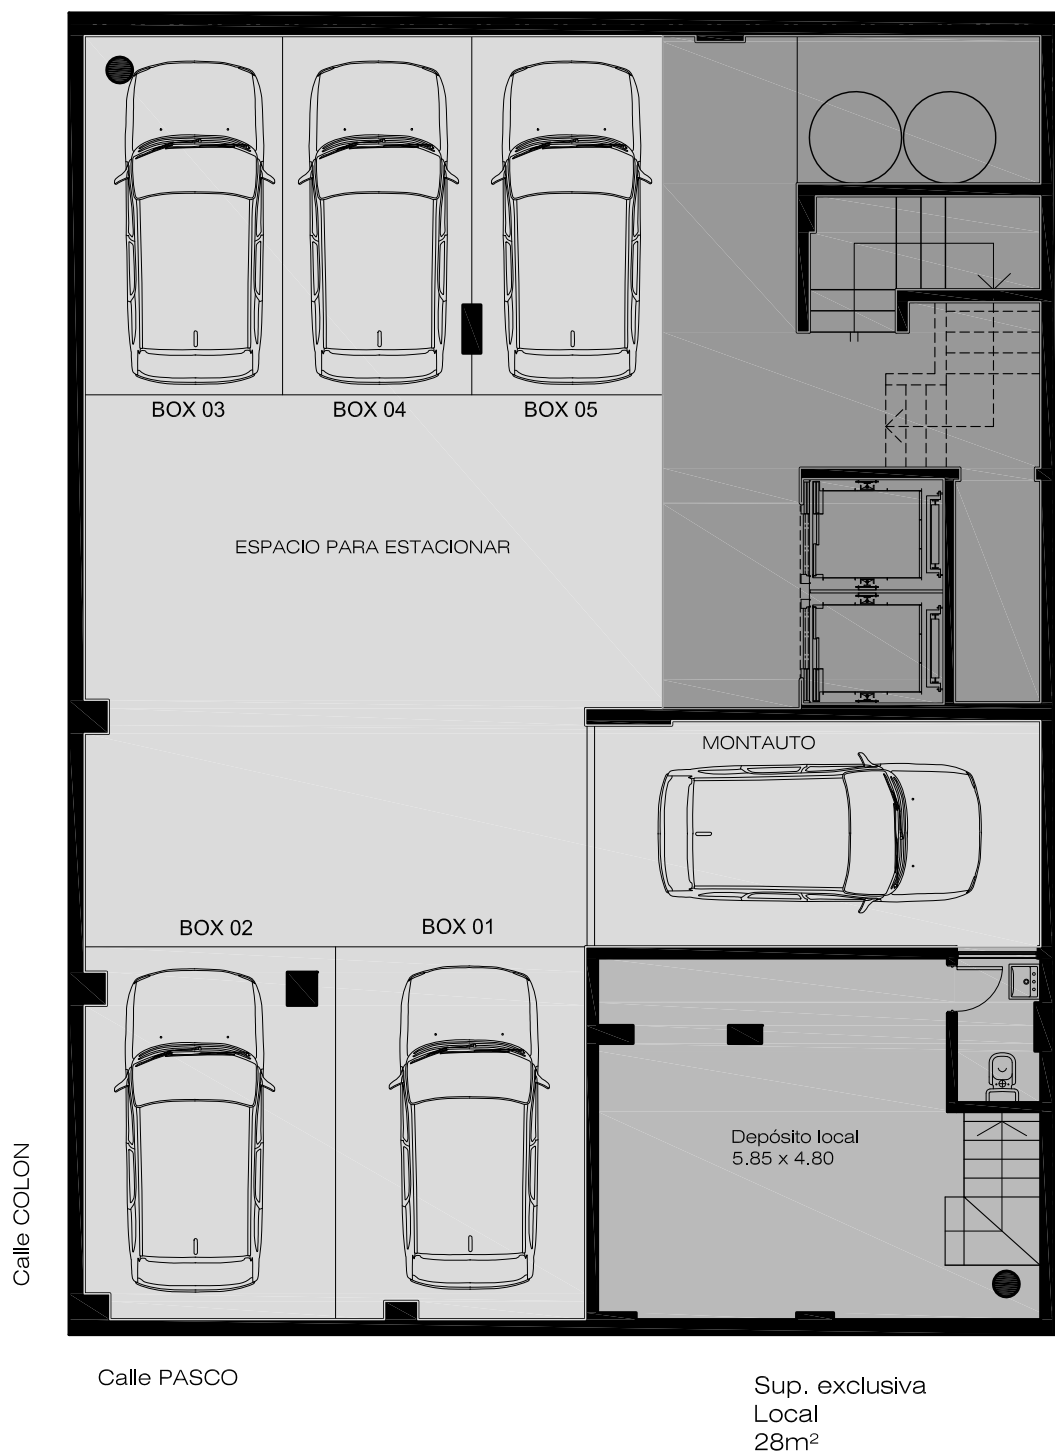 BOX 03
BOX 04
BOX 05
ESPACIO PARA ESTACIONAR
MONTAUTO
BOX 02
BOX 01
Depósito local
5.85 x 4.80
Calle COLON
Calle PASCO
Sup. exclusiva
Local
28m²